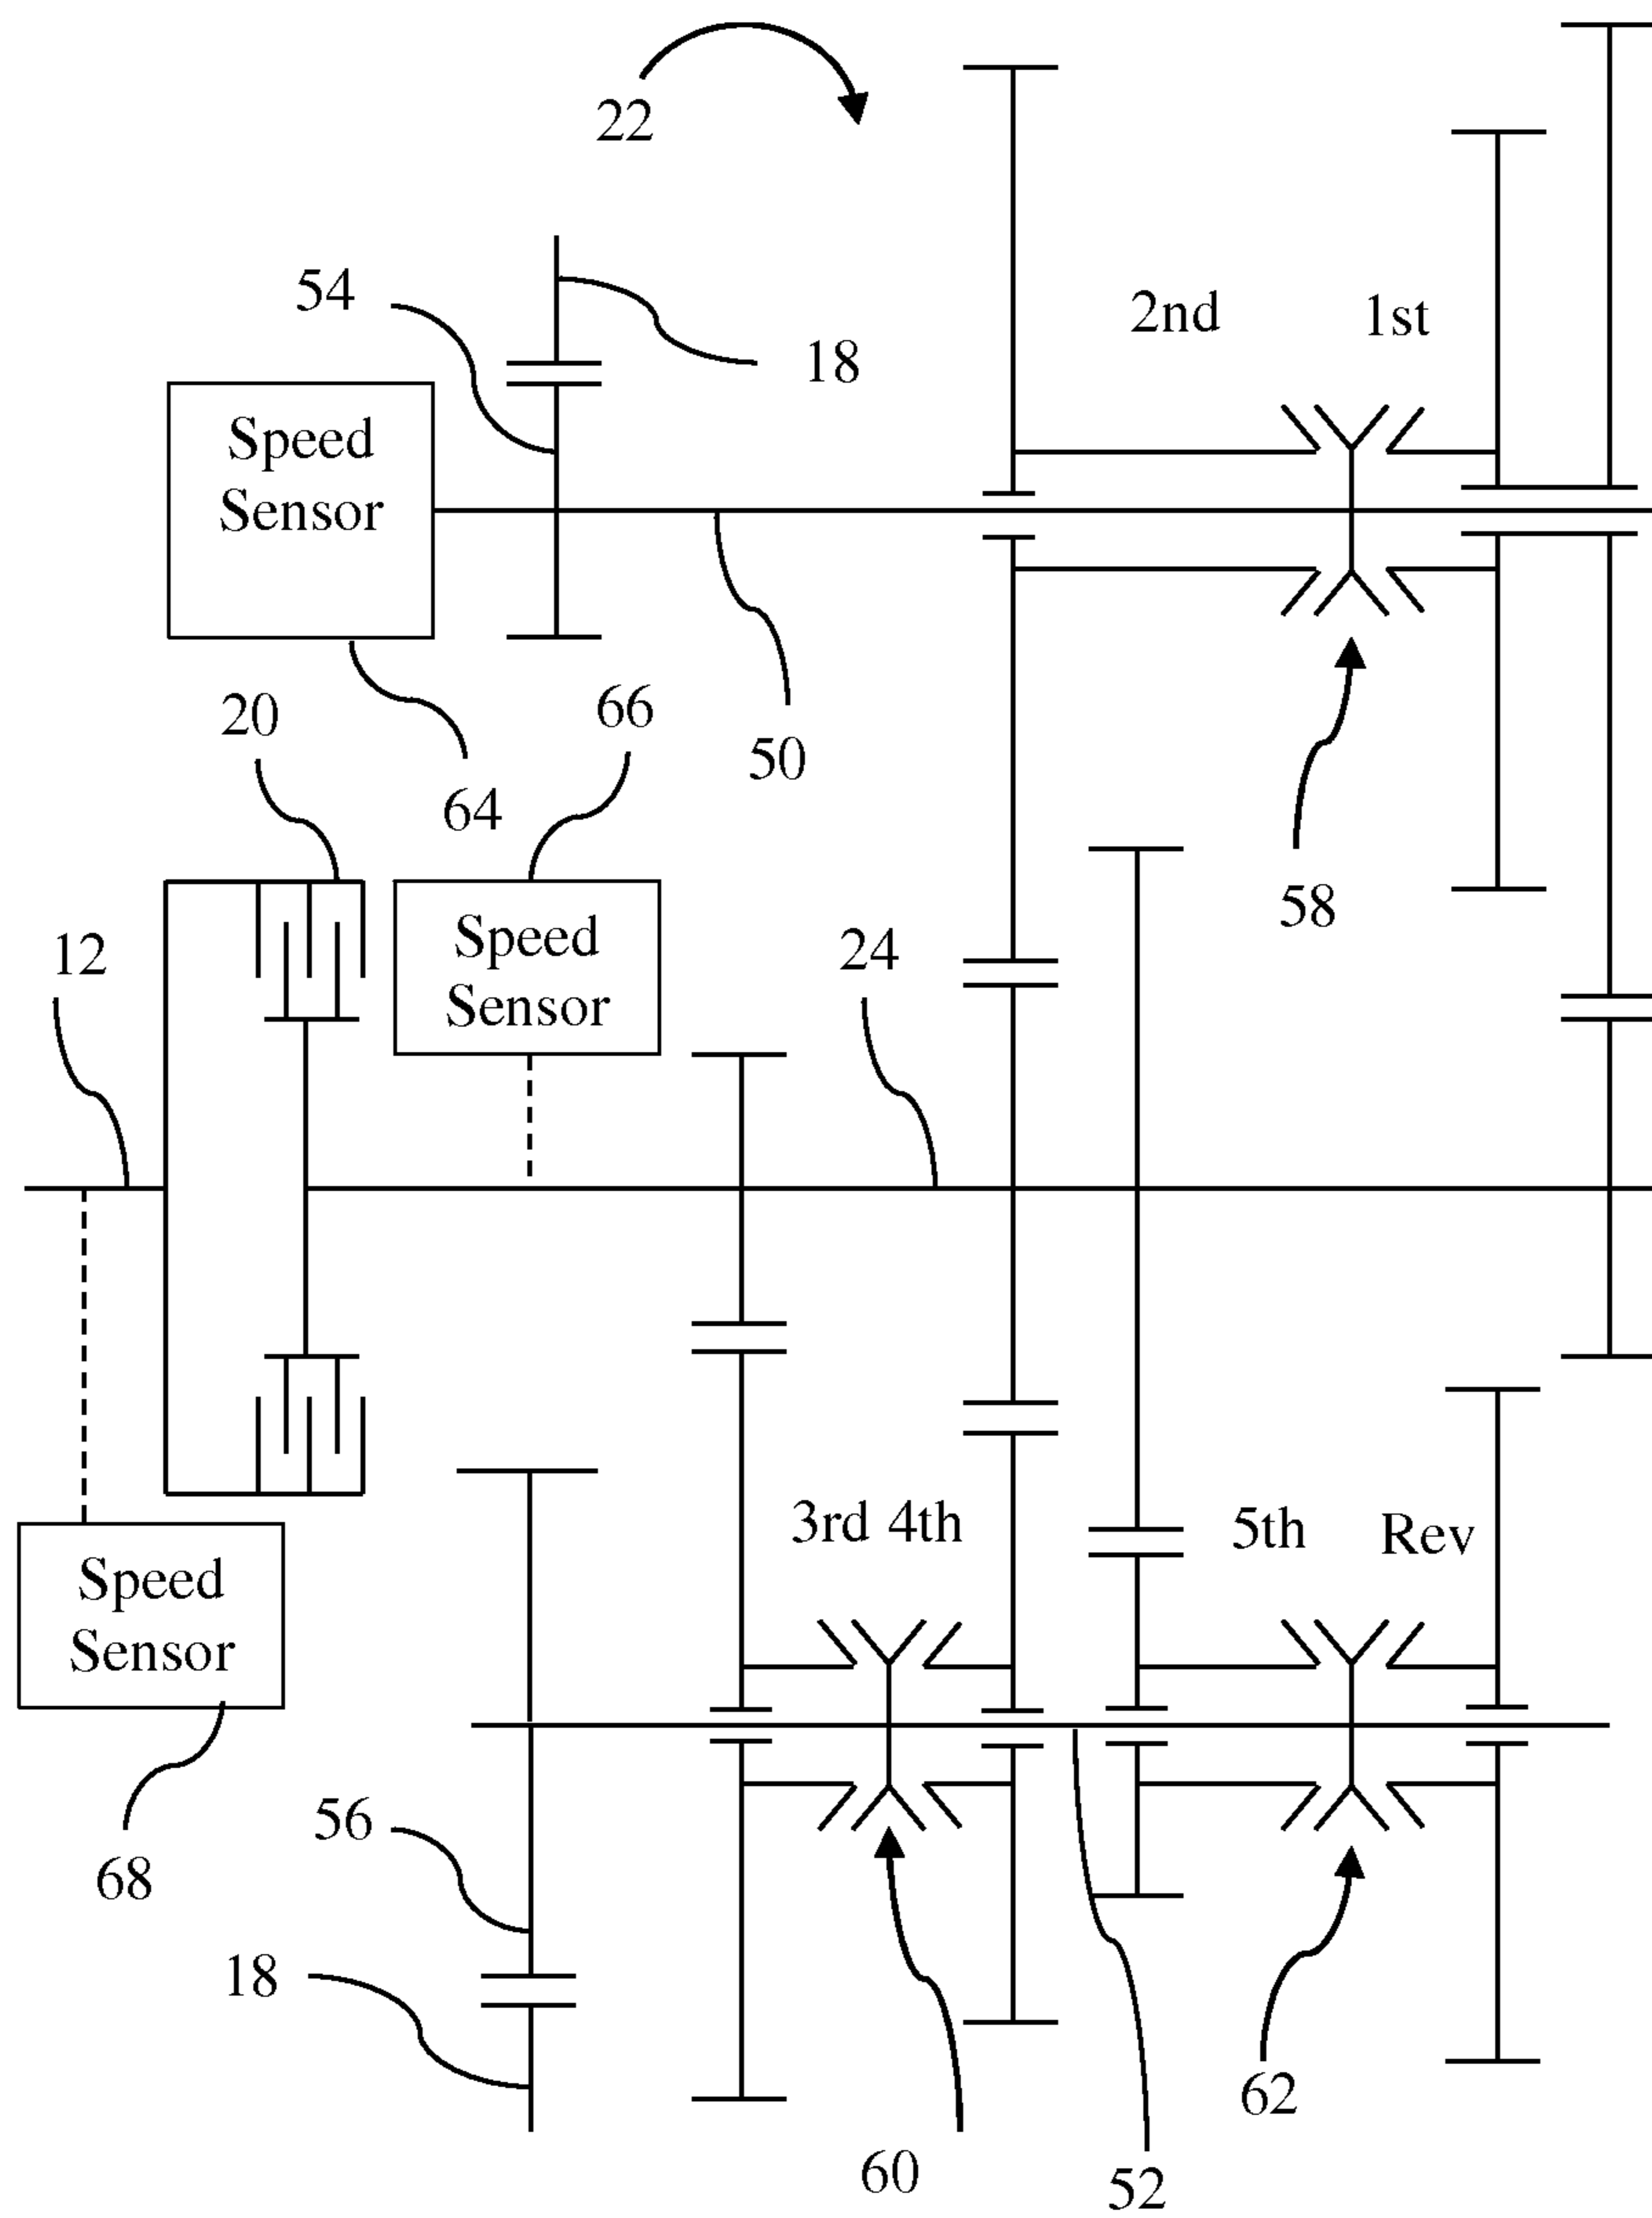 22
54
18
2nd 1st
Speed
Sensor
20
66
50
64
58
12
Speed
Sensor
24
3rd 4th
5th Rev
Speed
Sensor
56
68
18
60
52
62